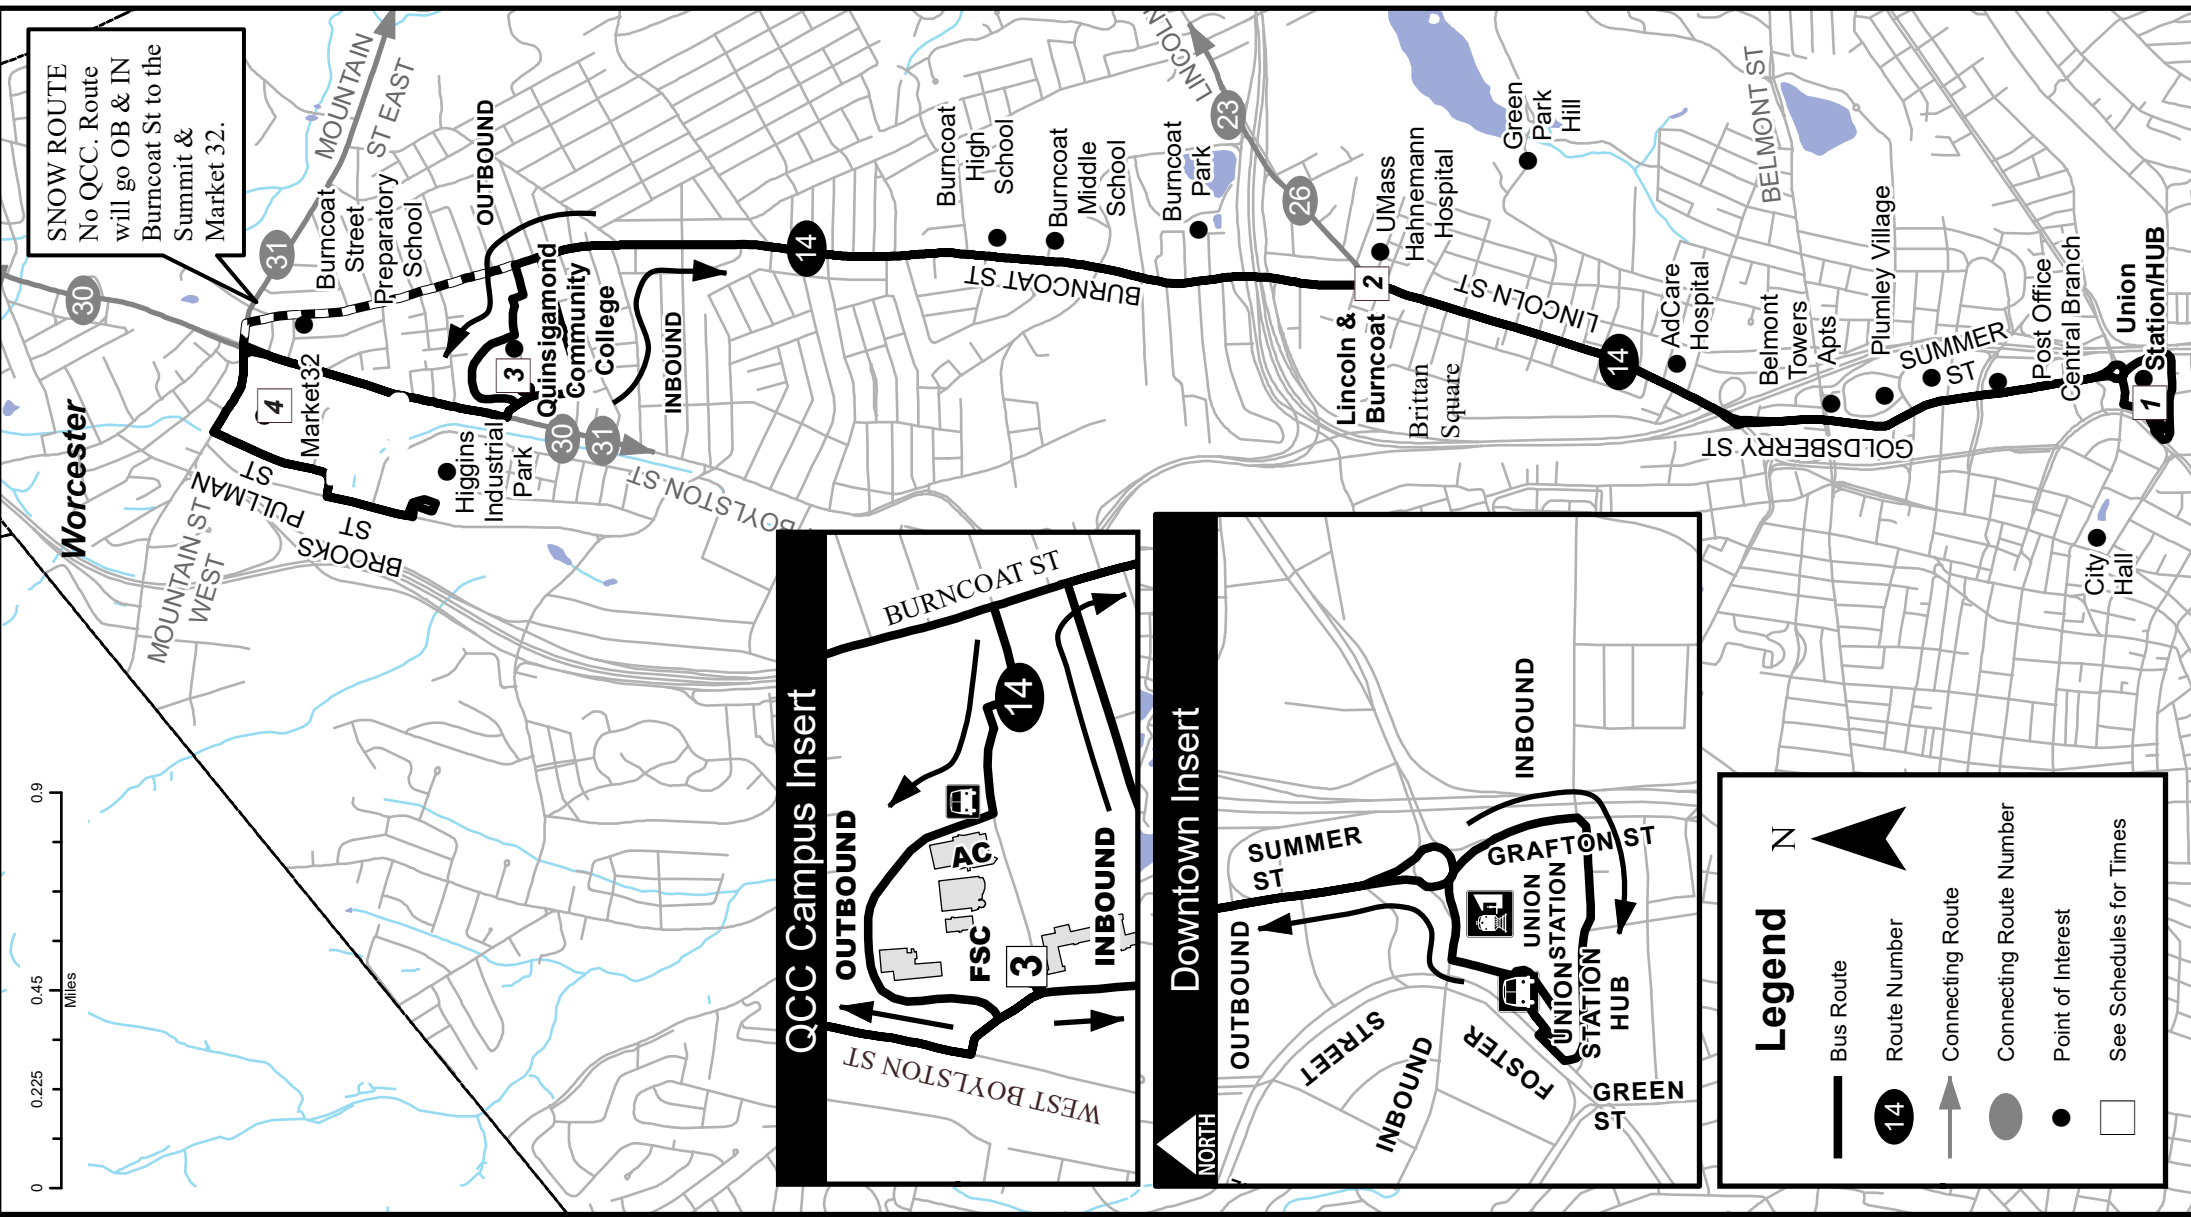 SNOW ROUTE
No QCC. Route
will go OB & IN
Burncoat St to the
Summit &
Market 32.
Worcester
MOUNTAIN
ST EAST
30
31
Burncoat
Street
Preparatory
School
OUTBOUND
4
Market32
3
Quinsigamond
Community
College
INBOUND
PULLMAN
ST
BROOKS
ST
MOUNTAIN ST
WEST
Higgins
Industrial
Park
30
31
BOYLSTON ST
14
BURNCOAT ST
Burncoat
High
School
Burncoat
Middle
School
Burncoat
Park
LINCOLN
23
26
2
Lincoln &
Burncoat
Brittan
Square
UMass
Hahnemann
Hospital
Green
Park
Hill
LINCOLN ST
14
AdCare
Hospital
BELMONT ST
Belmont
Towers
Apts
Plumley Village
GOLDSBERRY ST
SUMMER
ST
Post Office
Central Branch
Union
Station/HUB
1
City
Hall
0
0.225
0.45
0.9
Miles
QCC Campus Insert
BURNCOAT ST
14
OUTBOUND
AC
FSC
3
INBOUND
WEST BOYLSTON ST
Downtown Insert
NORTH
OUTBOUND
SUMMER
ST
INBOUND
GRAFTON ST
UNION
STATION
UNION
STATION
HUB
FOSTER
STREET
INBOUND
GREEN
ST
Legend
N
Bus Route
14
Route Number
Connecting Route
Connecting Route Number
Point of Interest
See Schedules for Times